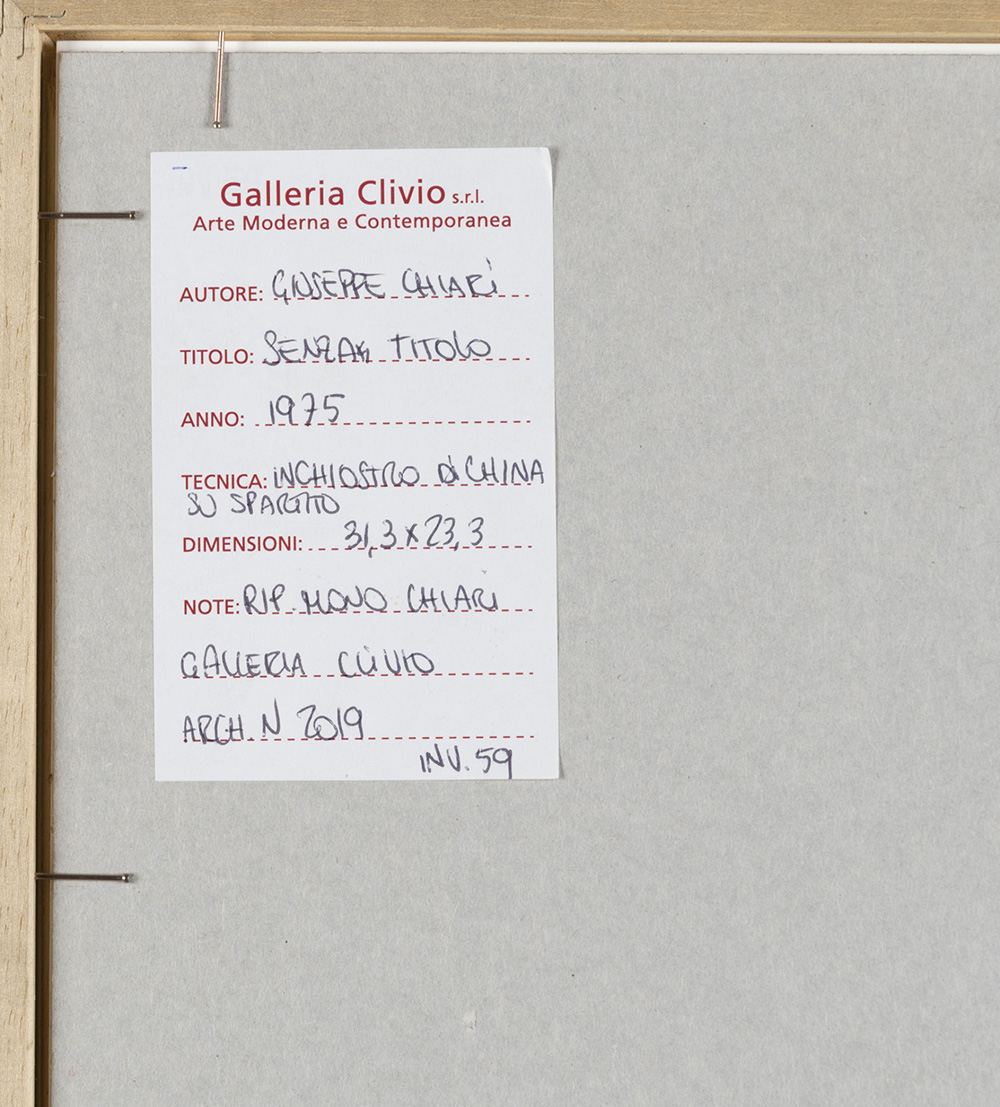 Galleria Clivio s.r.l.
Arte Moderna e Contemporanea
AUTORE: GIUSEPPE CHIARI
TITOLO: SENZA TITOLO
ANNO: 1975
TECNICA: INCHIOSTRO di CHINA
SU SPARTITO
DIMENSIONI: 31,3 x 23,3
NOTE: RIP. MONO CHIARI
GALLERIA CLIVIO
ARCH. N 2019
INV. 59